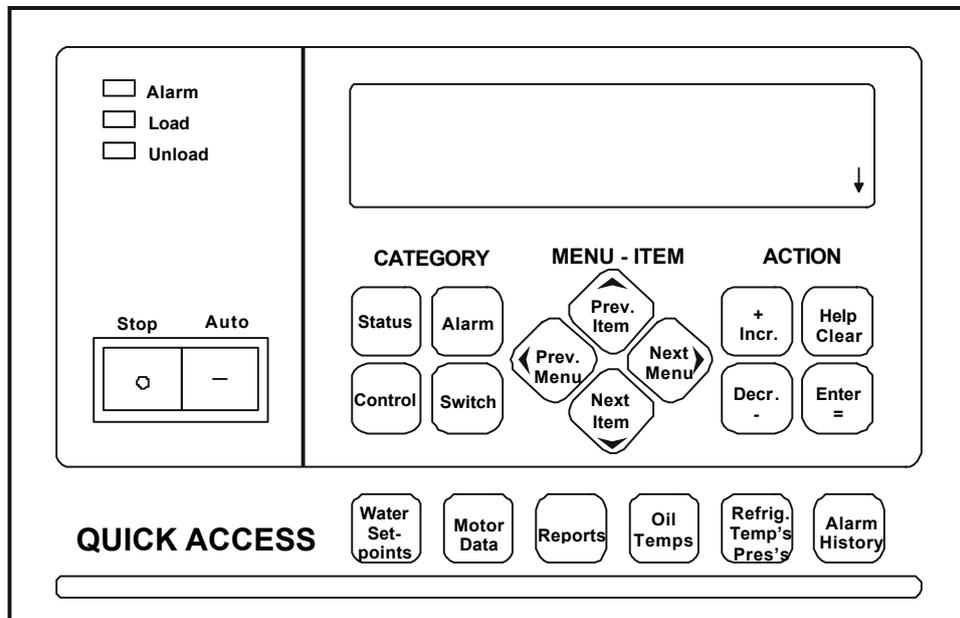 Alarm
Load
Unload
Stop
Auto
CATEGORY
MENU - ITEM
ACTION
Status
Alarm
Control
Switch
Prev.
Item
Prev.
Menu
Next
Menu
Next
Item
+
Incr.
Help
Clear
Decr.
-
Enter
=
QUICK ACCESS
Water
Set-
points
Motor
Data
Reports
Oil
Temps
Refrig.
Temp's
Pres's
Alarm
History